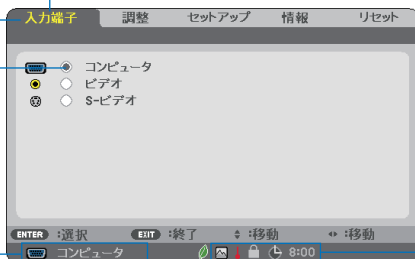 入力端子 調整 セットアップ 情報 リセット
コンピュータ
ビデオ
S-ビデオ
ENTER :選択 EXIT :終了 :移動 :移動
コンピュータ 8:00